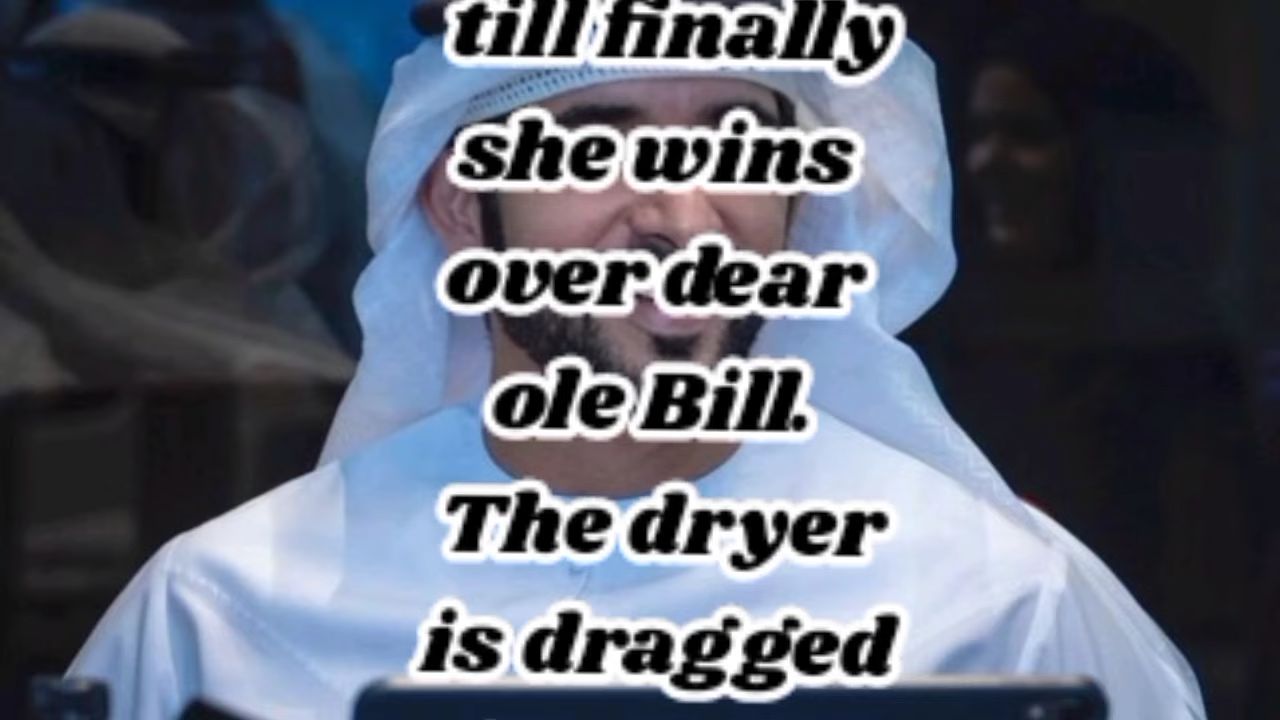 till finally
she wins
over dear
ole Bill.
The dryer
is dragged